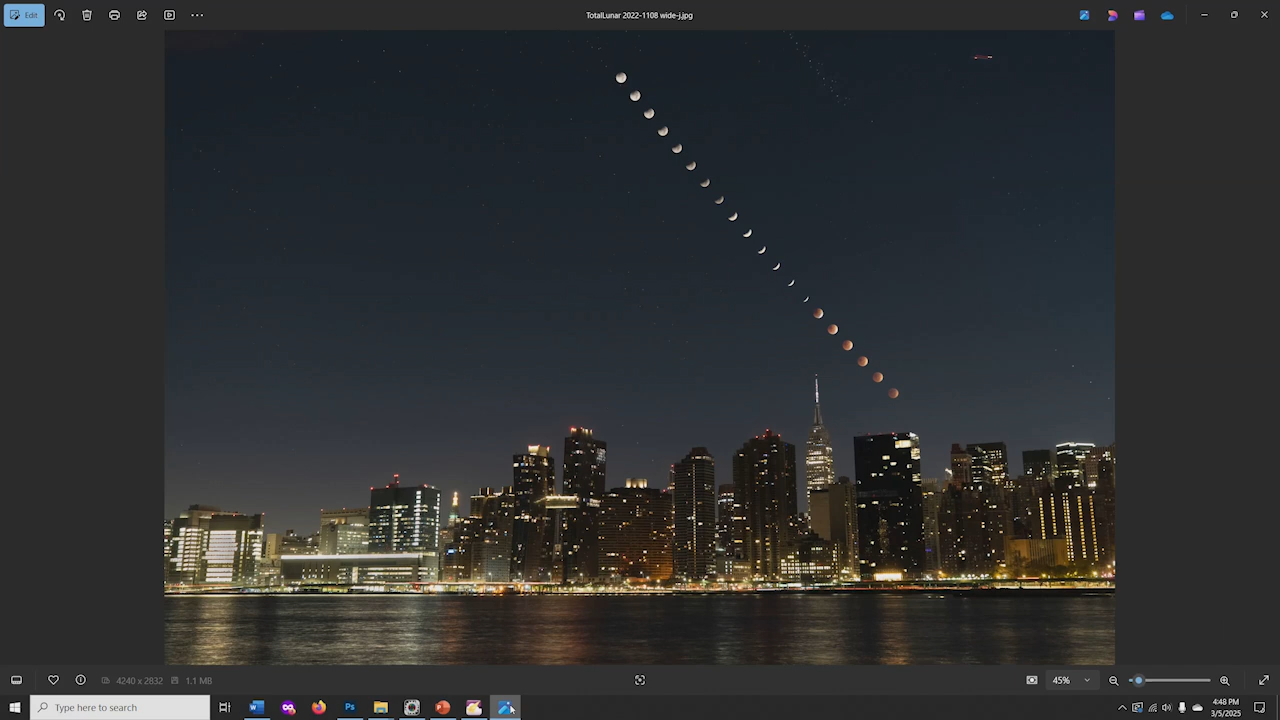 Edit
TotalLunar 2022-1108 wide-j.jpg
4240 x 2832
1.1 MB
45%
Type here to search
4:48 PM
3/5/2025